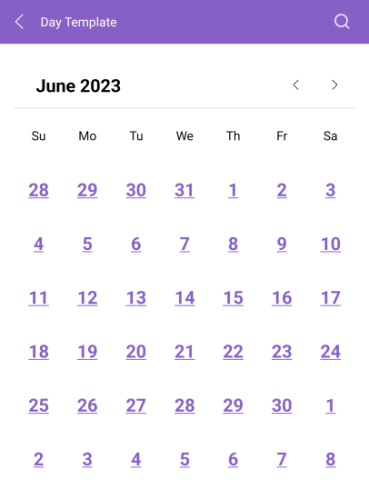 Day Template
June 2023
Su Mo Tu We Th Fr Sa
28 29 30 31 1 2 3
4 5 6 7 8 9 10
11 12 13 14 15 16 17
18 19 20 21 22 23 24
25 26 27 28 29 30 1
2 3 4 5 6 7 8